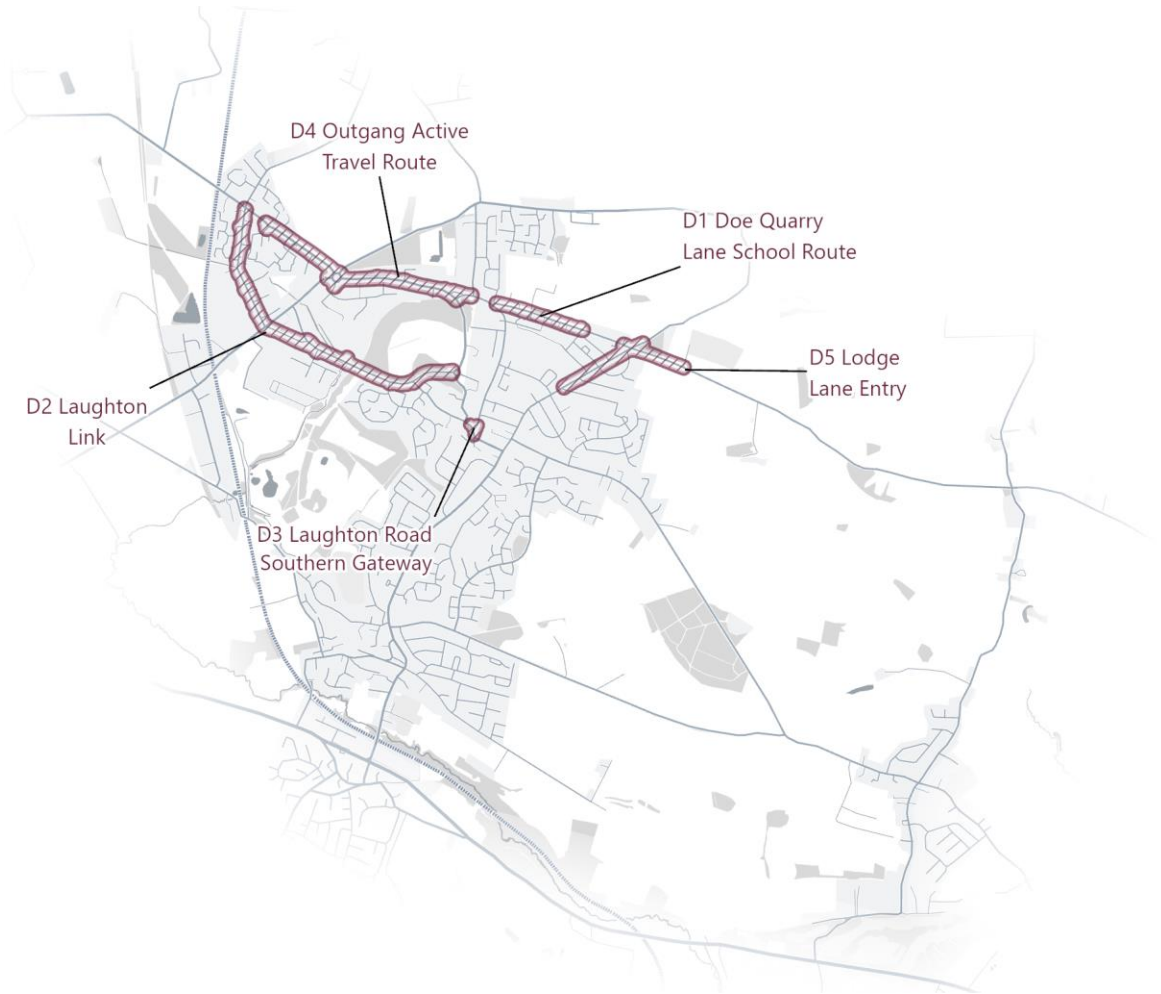 D4 Outgang Active
Travel Route
D1 Doe Quarry
Lane School Route
D5 Lodge
Lane Entry
D2 Laughton
Link
D3 Laughton Road
Southern Gateway